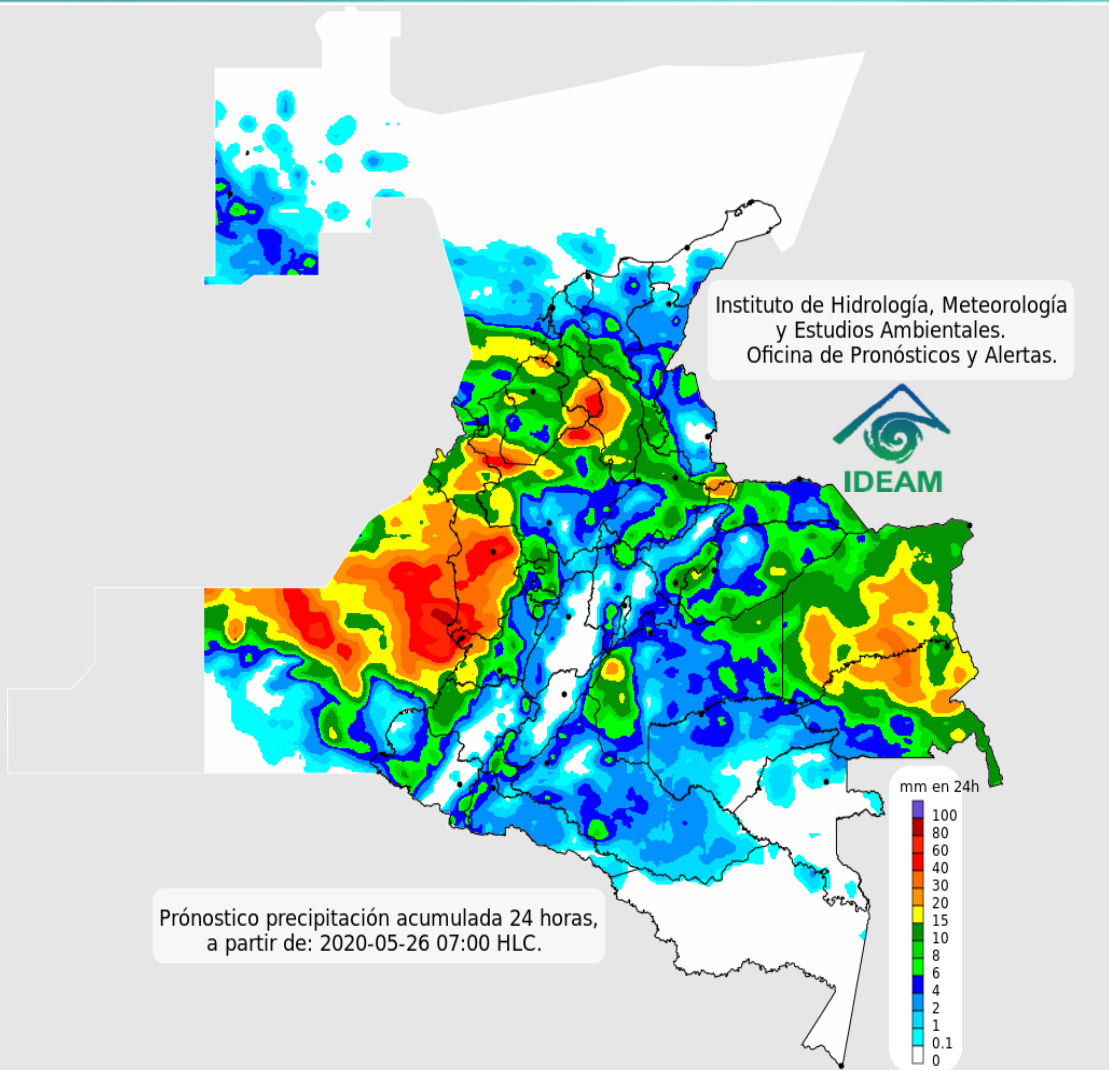 Instituto de Hidrología, Meteorología
y Estudios Ambientales.
Oficina de Pronósticos y Alertas.
IDEAM
mm en 24h
100
80
60
40
30
20
15
10
8
6
4
2
1
0.1
0
Prónostico precipitación acumulada 24 horas,
a partir de: 2020-05-26 07:00 HLC.